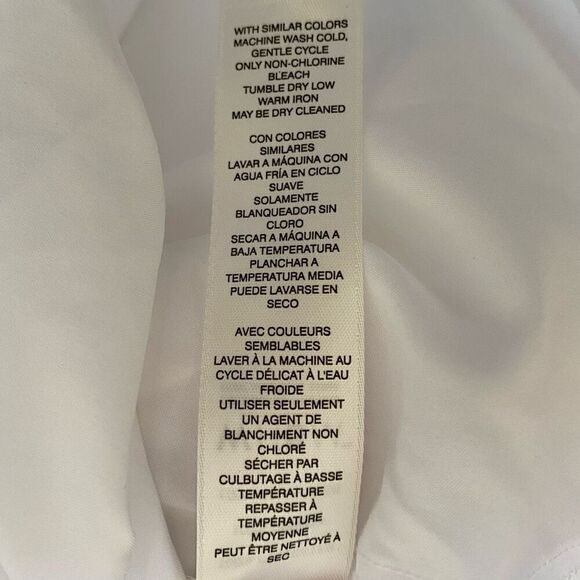 WITH SIMILAR COLORS
MACHINE WASH COLD,
GENTLE CYCLE
ONLY NON-CHLORINE
BLEACH
TUMBLE DRY LOW
WARM IRON
MAY BE DRY CLEANED
CON COLORES
SIMILARES
LAVAR A MÁQUINA CON
AGUA FRÍA EN CICLO
SUAVE
SOLAMENTE
BLANQUEADOR SIN
CLORO
SECAR A MÁQUINA A
BAJA TEMPERATURA
PLANCHAR A
TEMPERATURA MEDIA
PUEDE LAVARSE EN
SECO
AVEC COULEURS
SEMBLABLES
LAVER À LA MACHINE AU
CYCLE DÉLICAT À L'EAU
FROIDE
UTILISER SEULEMENT
UN AGENT DE
BLANCHIMENT NON
CHLORÉ
SÉCHER PAR
CULBUTAGE À BASSE
TEMPÉRATURE
REPASSER À
TEMPÉRATURE
MOYENNE
PEUT ÊTRE NETTOYÉ À
SEC